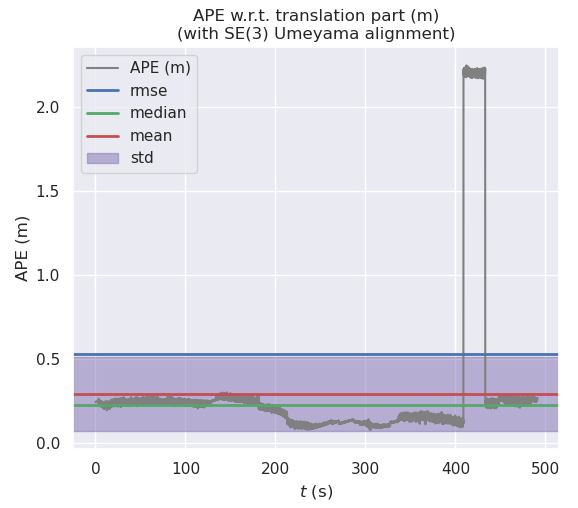 APE w.r.t. translation part (m)
(with SE(3) Umeyama alignment)
APE (m)
rmse
median
mean
std
APE (m)
2.0
1.5
1.0
0.5
0.0
0
100
200
300
400
500
t (s)